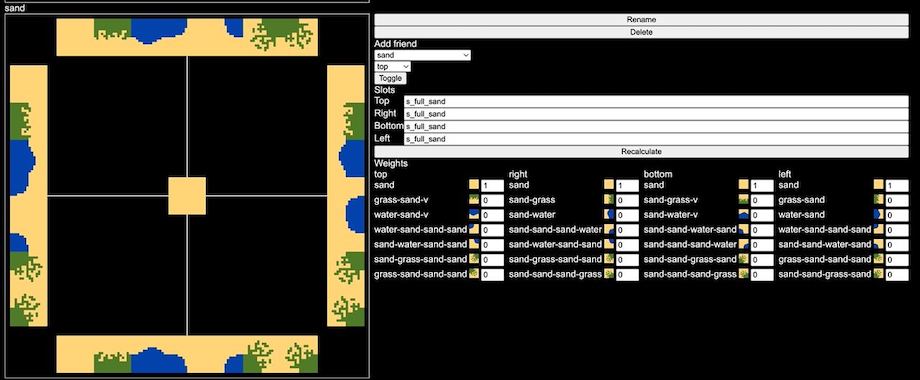 sand
Rename
Delete
Add friend
sand
top
Toggle
Slots
Top s_full_sand
Right s_full_sand
Bottom s_full_sand
Left s_full_sand
Recalculate
Weights
top right bottom left
sand 1 sand 1 sand 1 sand 1
grass-sand-v 0 sand-grass 0 sand-grass-v 0 grass-sand 0
water-sand-v 0 sand-water 0 sand-water-v 0 water-sand 0
water-sand-sand-sand 0 sand-sand-sand-water 0 sand-sand-water-sand 0 water-sand-sand-sand 0
sand-water-sand-sand 0 sand-water-sand-sand 0 sand-sand-sand-water 0 sand-sand-water-sand 0
sand-grass-sand-sand 0 sand-grass-sand-sand 0 sand-sand-grass-sand 0 grass-sand-sand-sand 0
grass-sand-sand-sand 0 sand-sand-sand-grass 0 sand-sand-sand-grass 0 sand-sand-grass-sand 0